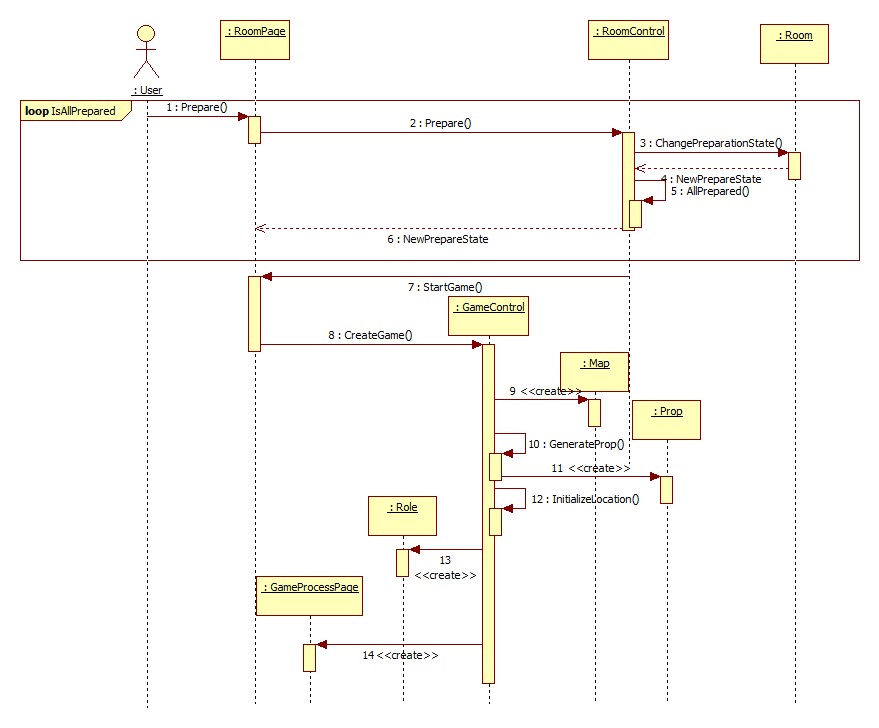 : RoomPage
: RoomControl
: Room
: User
loop IsAllPrepared
1 : Prepare()
2 : Prepare()
3 : ChangePreparationState()
4 : NewPrepareState
5 : AllPrepared()
6 : NewPrepareState
7 : StartGame()
: GameControl
8 : CreateGame()
: Map
9 <<create>>
: Prop
10 : GenerateProp()
11 <<create>>
12 : InitializeLocation()
: Role
13
<<create>>
: GameProcessPage
14 <<create>>